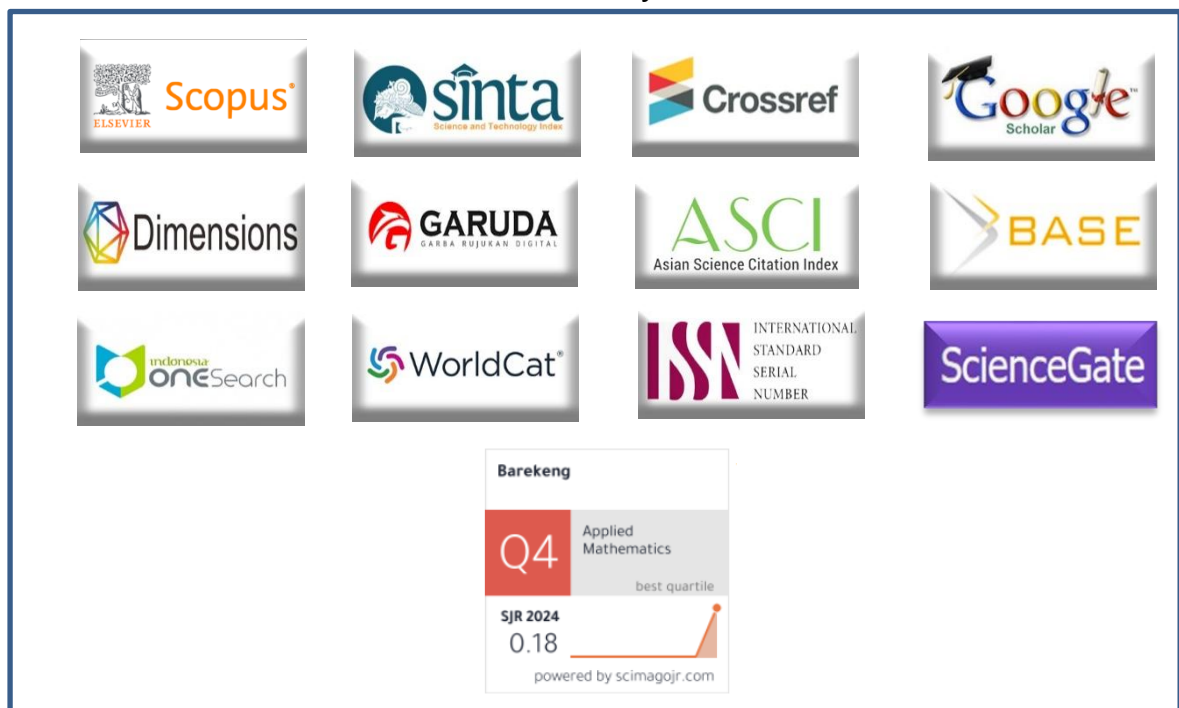 ELSEVIER
Scopus®
sinta
Science and Technology Index
Crossref
Google™
Scholar
Dimensions
GARUDA
GARBA RUJUKAN DIGITAL
ASCI
Asian Science Citation Index
BASE
indonesia
onesearch
WorldCat®
ISSN
INTERNATIONAL
STANDARD
SERIAL
NUMBER
ScienceGate
Barekeng
Q4
Applied
Mathematics
best quartile
SJR 2024
0.18
powered by scimagojr.com